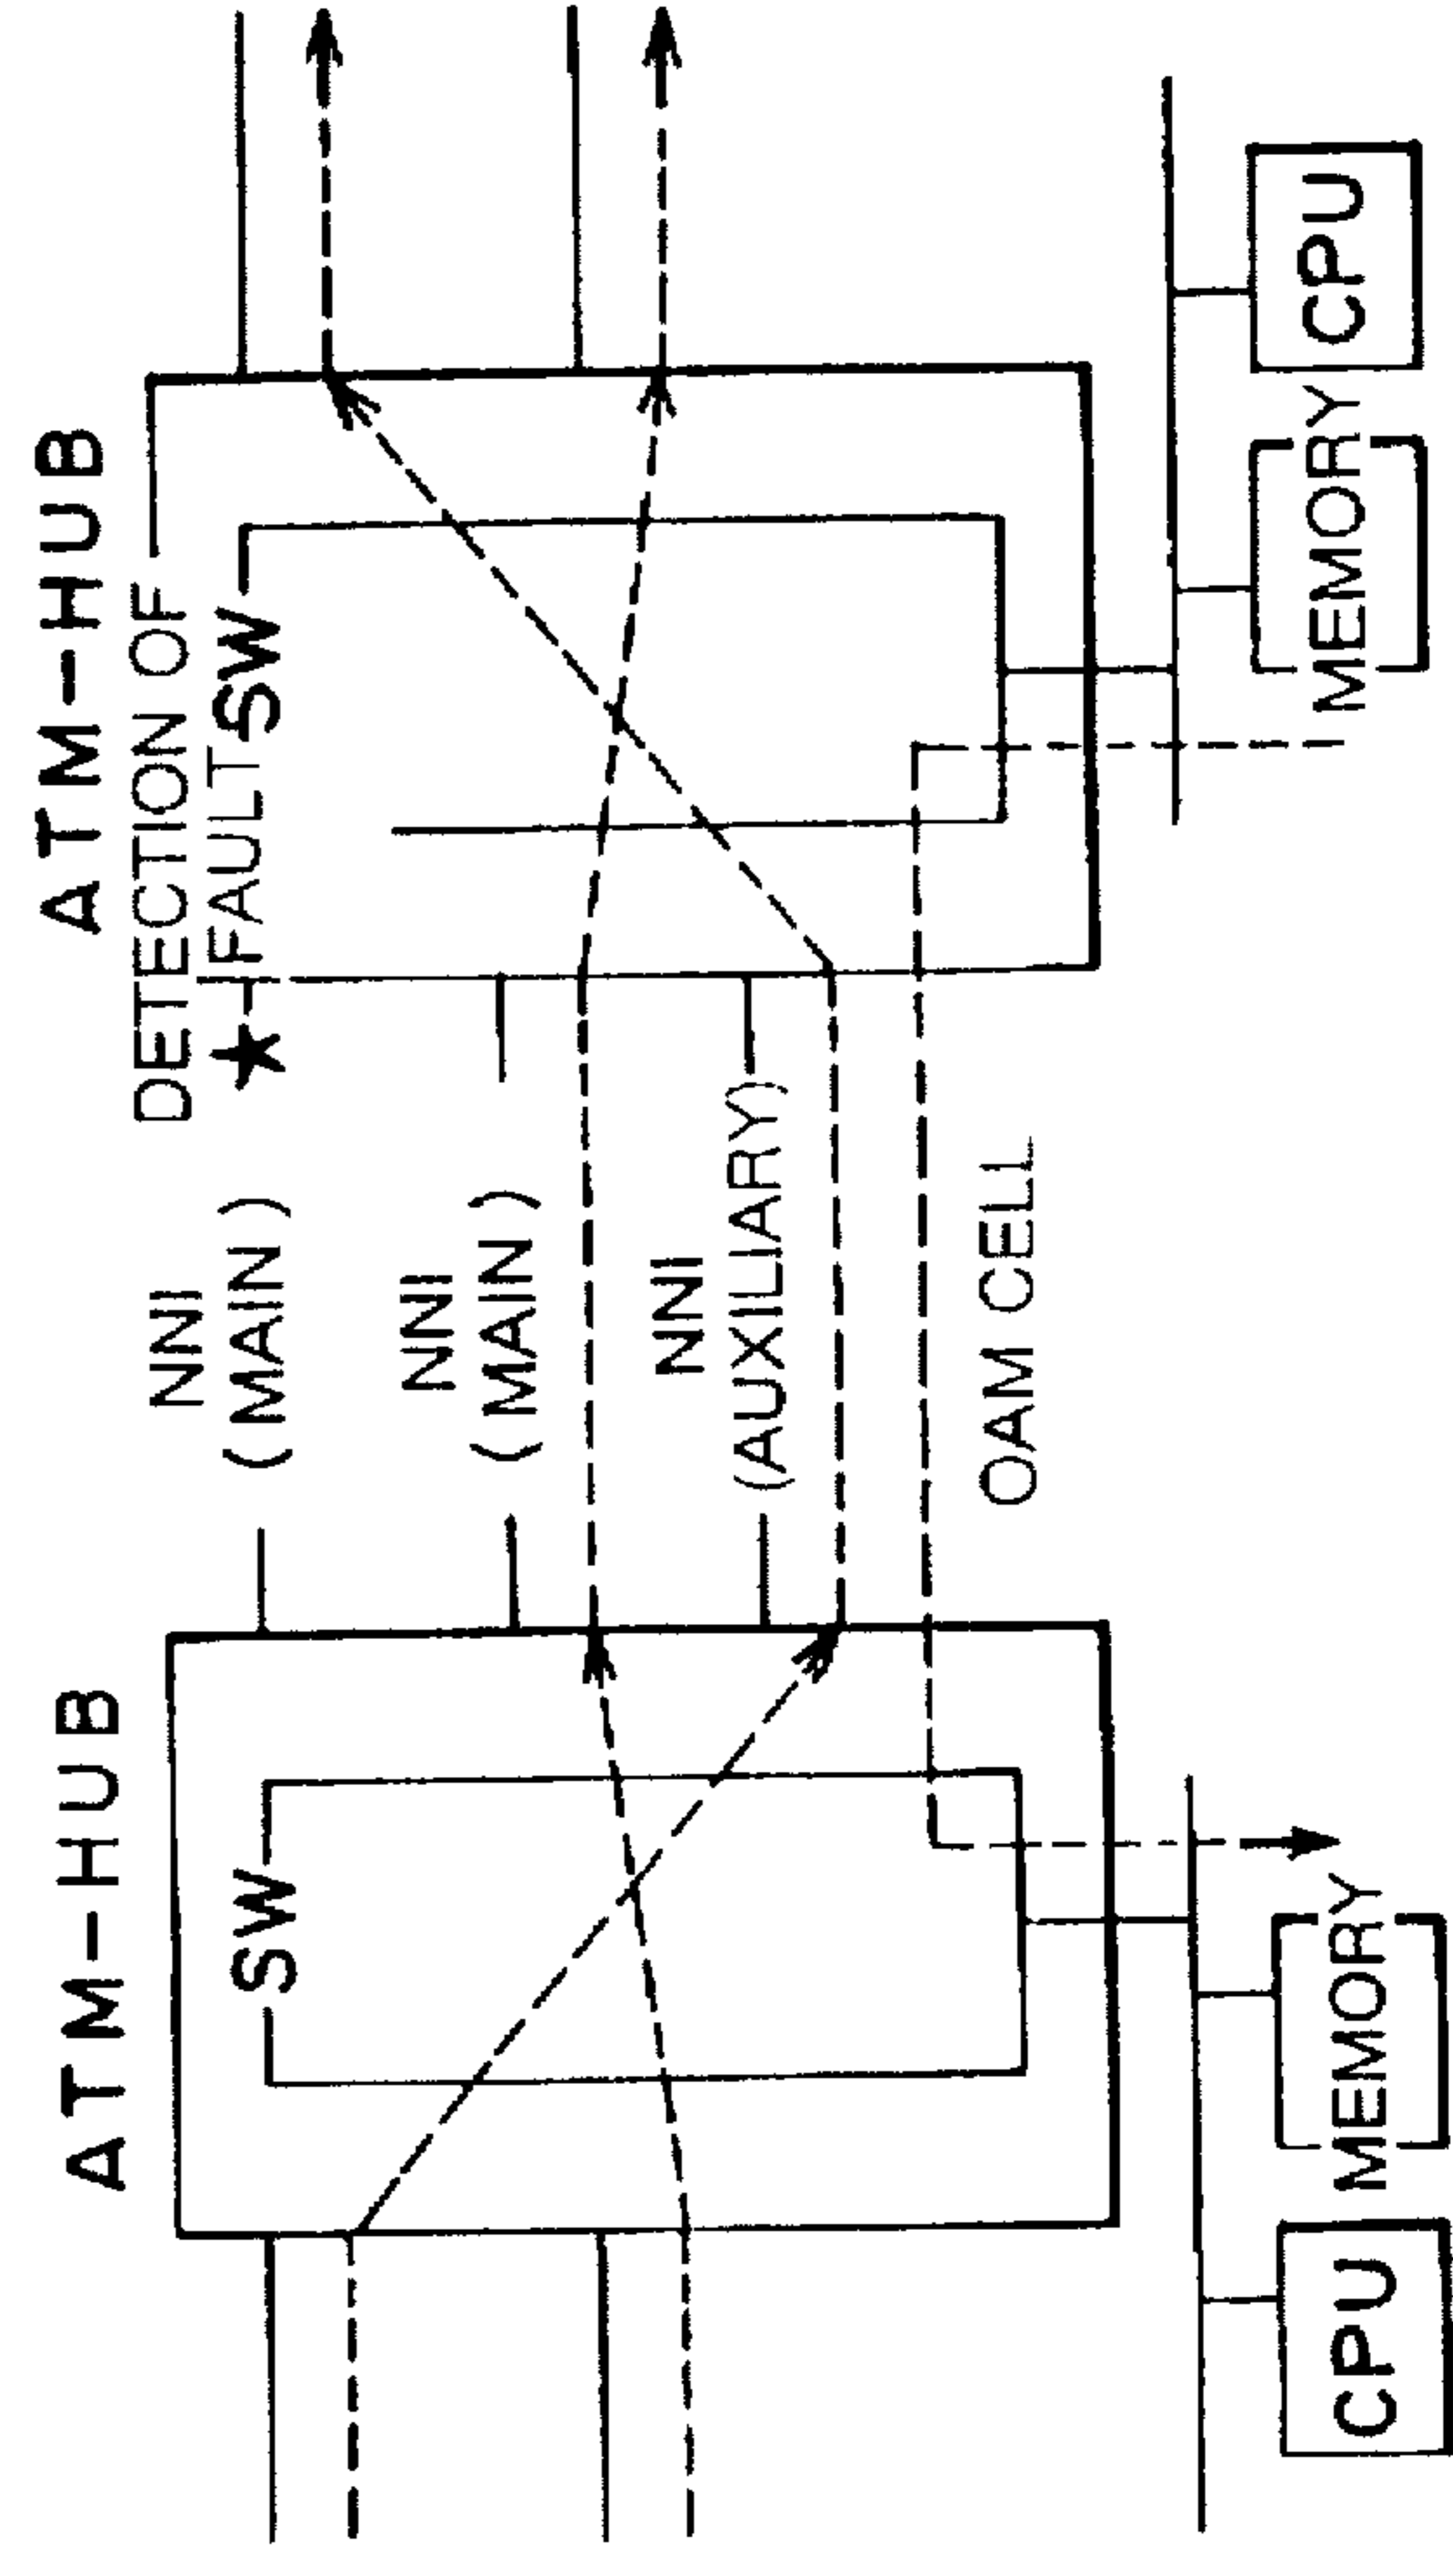 ATM-HUB
SW
NNI
(MAIN)
NNI
(MAIN)
NNI
(AUXILIARY)
OAM CELL
CPU
MEMORY
ATM-HUB
DETECTION OF
FAULT
SW
MEMORY
CPU